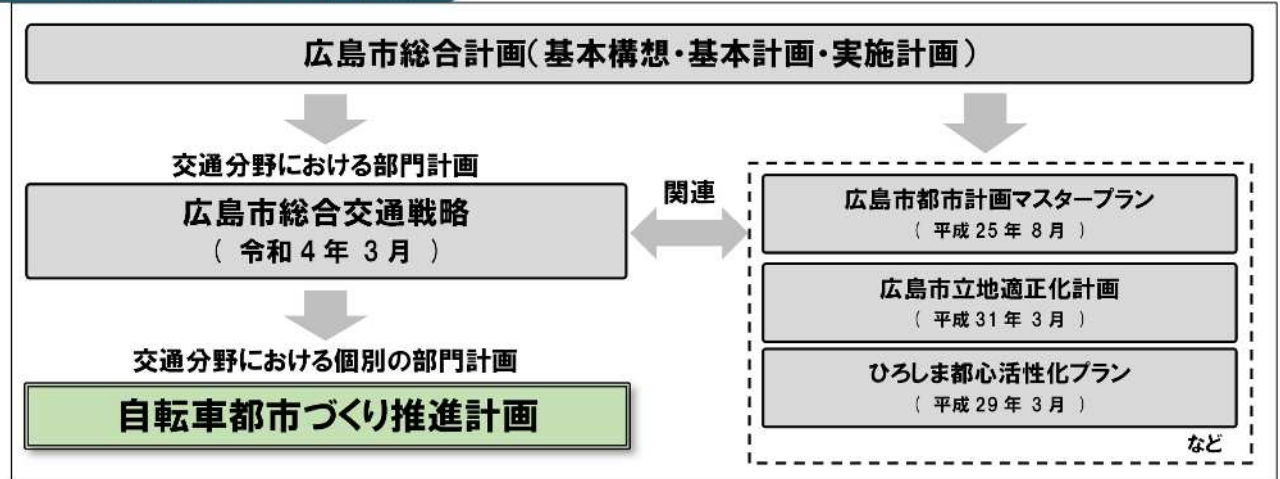 広島市総合計画(基本構想・基本計画・実施計画)
交通分野における部門計画
広島市総合交通戦略
( 令和4年 3月 )
交通分野における個別の部門計画
自転車都市づくり推進計画
関連
広島市都市計画マスタープラン
( 平成25年 8月 )
広島市立地適正化計画
( 平成31年 3月 )
ひろしま都心活性化プラン
( 平成29年 3月 )
など